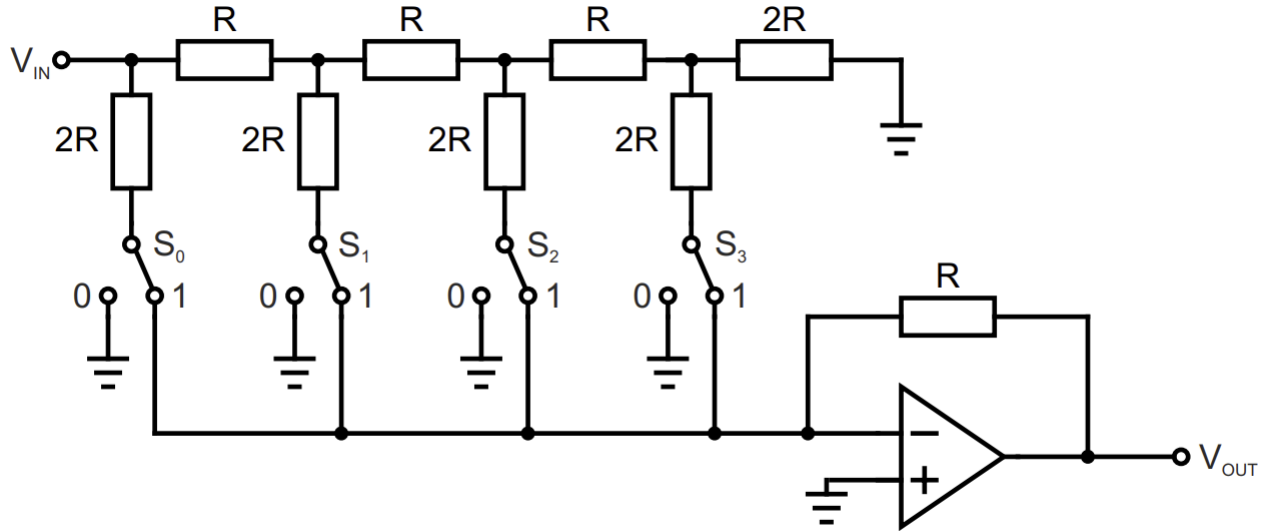 R R R 2R
V_IN
2R 2R 2R 2R
S_0 S_1 S_2 S_3
0 1 0 1 0 1 0 1
R
−
+
V_OUT